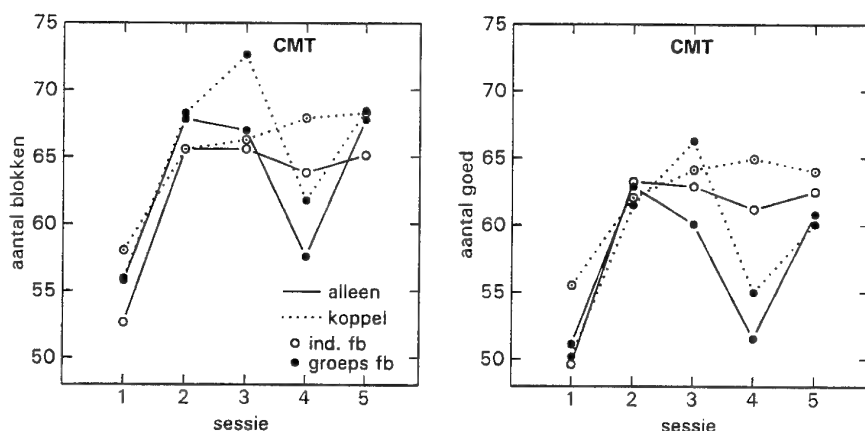 CMT
75
70
65
60
55
50
aantal blokken
1 2 3 4 5
sessie
alleen
koppel
ind. fb
groeps fb
CMT
75
70
65
60
55
50
aantal goed
1 2 3 4 5
sessie